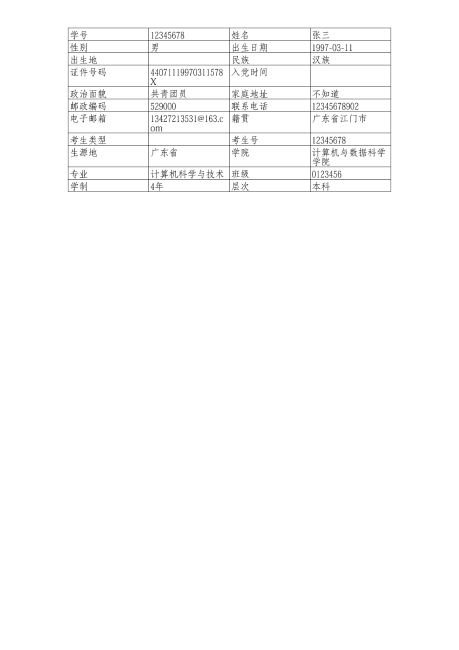 学号 12345678 姓名 张三
性别 男 出生日期 1997-03-11
出生地 民族 汉族
证件号码 44071119970311578X 入党时间
政治面貌 共青团员 家庭地址 不知道
邮政编码 529000 联系电话 12345678902
电子邮箱 13427213531@163.com 籍贯 广东省江门市
考生类型 考生号 12345678
生源地 广东省 学院 计算机与数据科学学院
专业 计算机科学与技术 班级 0123456
学制 4年 层次 本科